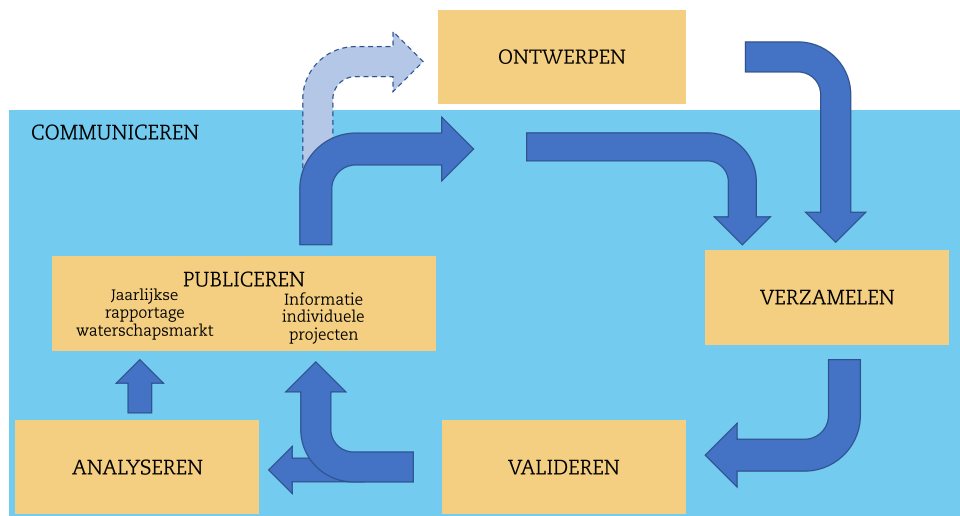 ONTWERPEN
COMMUNICEREN
PUBLICEREN
Jaarlijkse
rapportage
waterschapsmarkt
Informatie
individuele
projecten
VERZAMELEN
ANALYSEREN
VALIDEREN